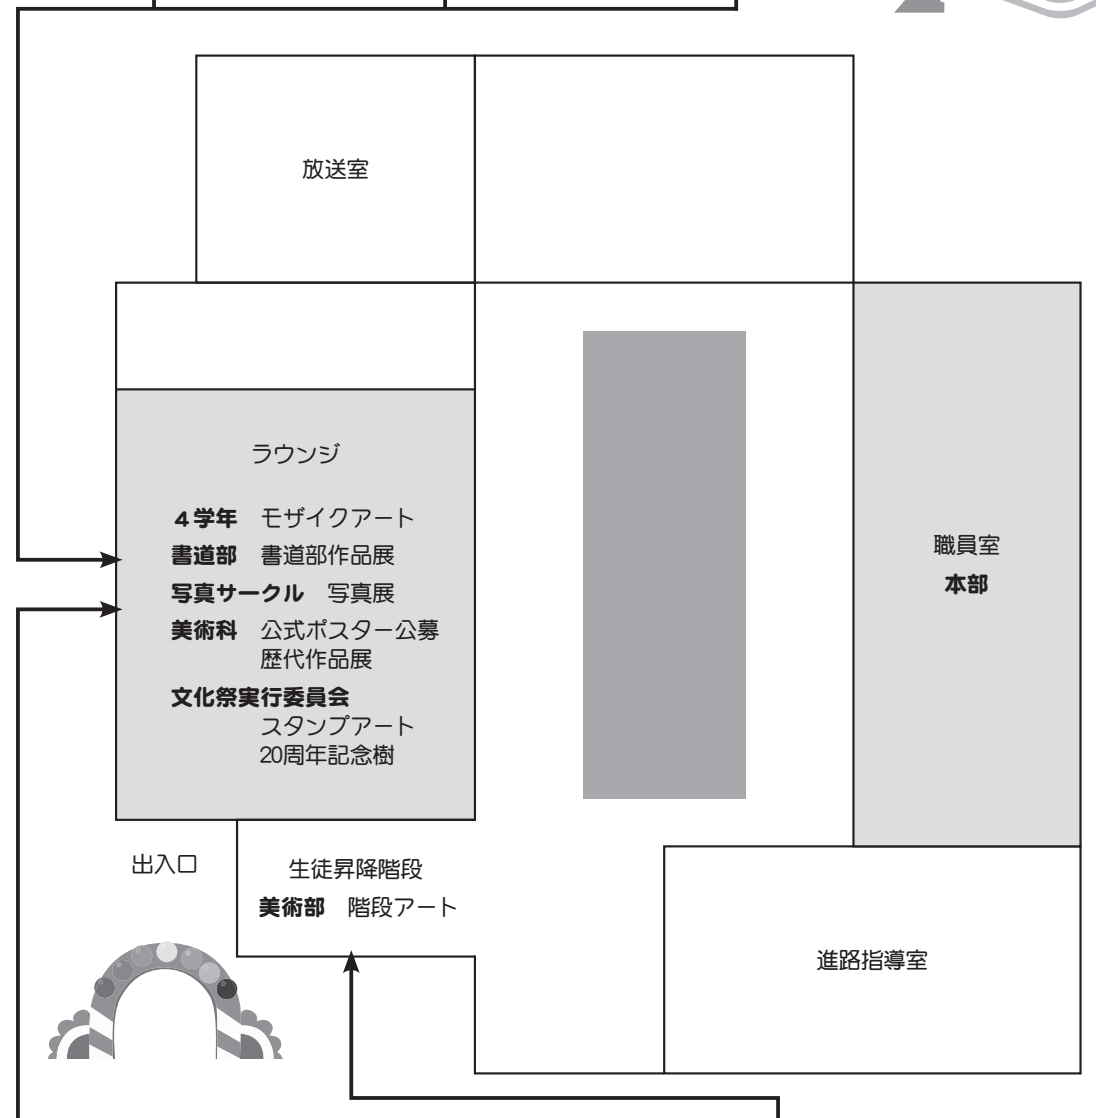 放送室
ラウンジ
4学年　モザイクアート
書道部　書道部作品展
写真サークル　写真展
美術科　公式ポスター公募
歴代作品展
文化祭実行委員会
スタンプアート
20周年記念樹
職員室
本部
出入口
生徒昇降階段
美術部　階段アート
進路指導室